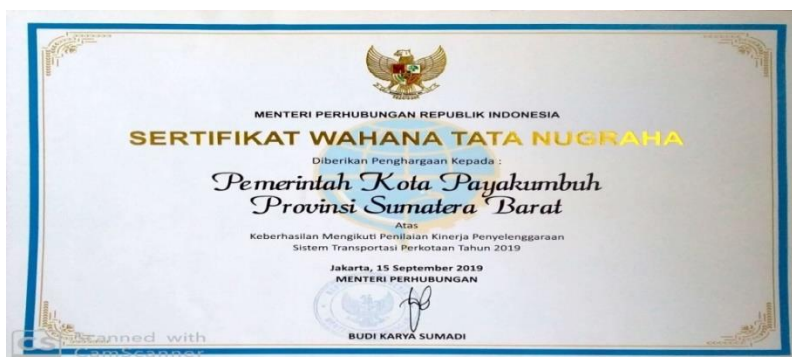 MENTERI PERHUBUNGAN REPUBLIK INDONESIA
SERTIFIKAT WAHANA TATA NUGRAHA
Diberikan Penghargaan Kepada :
Pemerintah Kota Payakumbuh
Provinsi Sumatera Barat
Atas
Keberhasilan Mengikuti Penilaian Kinerja Penyelenggaraan
Sistem Transportasi Perkotaan Tahun 2019
Jakarta, 15 September 2019
MENTERI PERHUBUNGAN
BUDI KARYA SUMADI
CS Scanned with
CamScanner